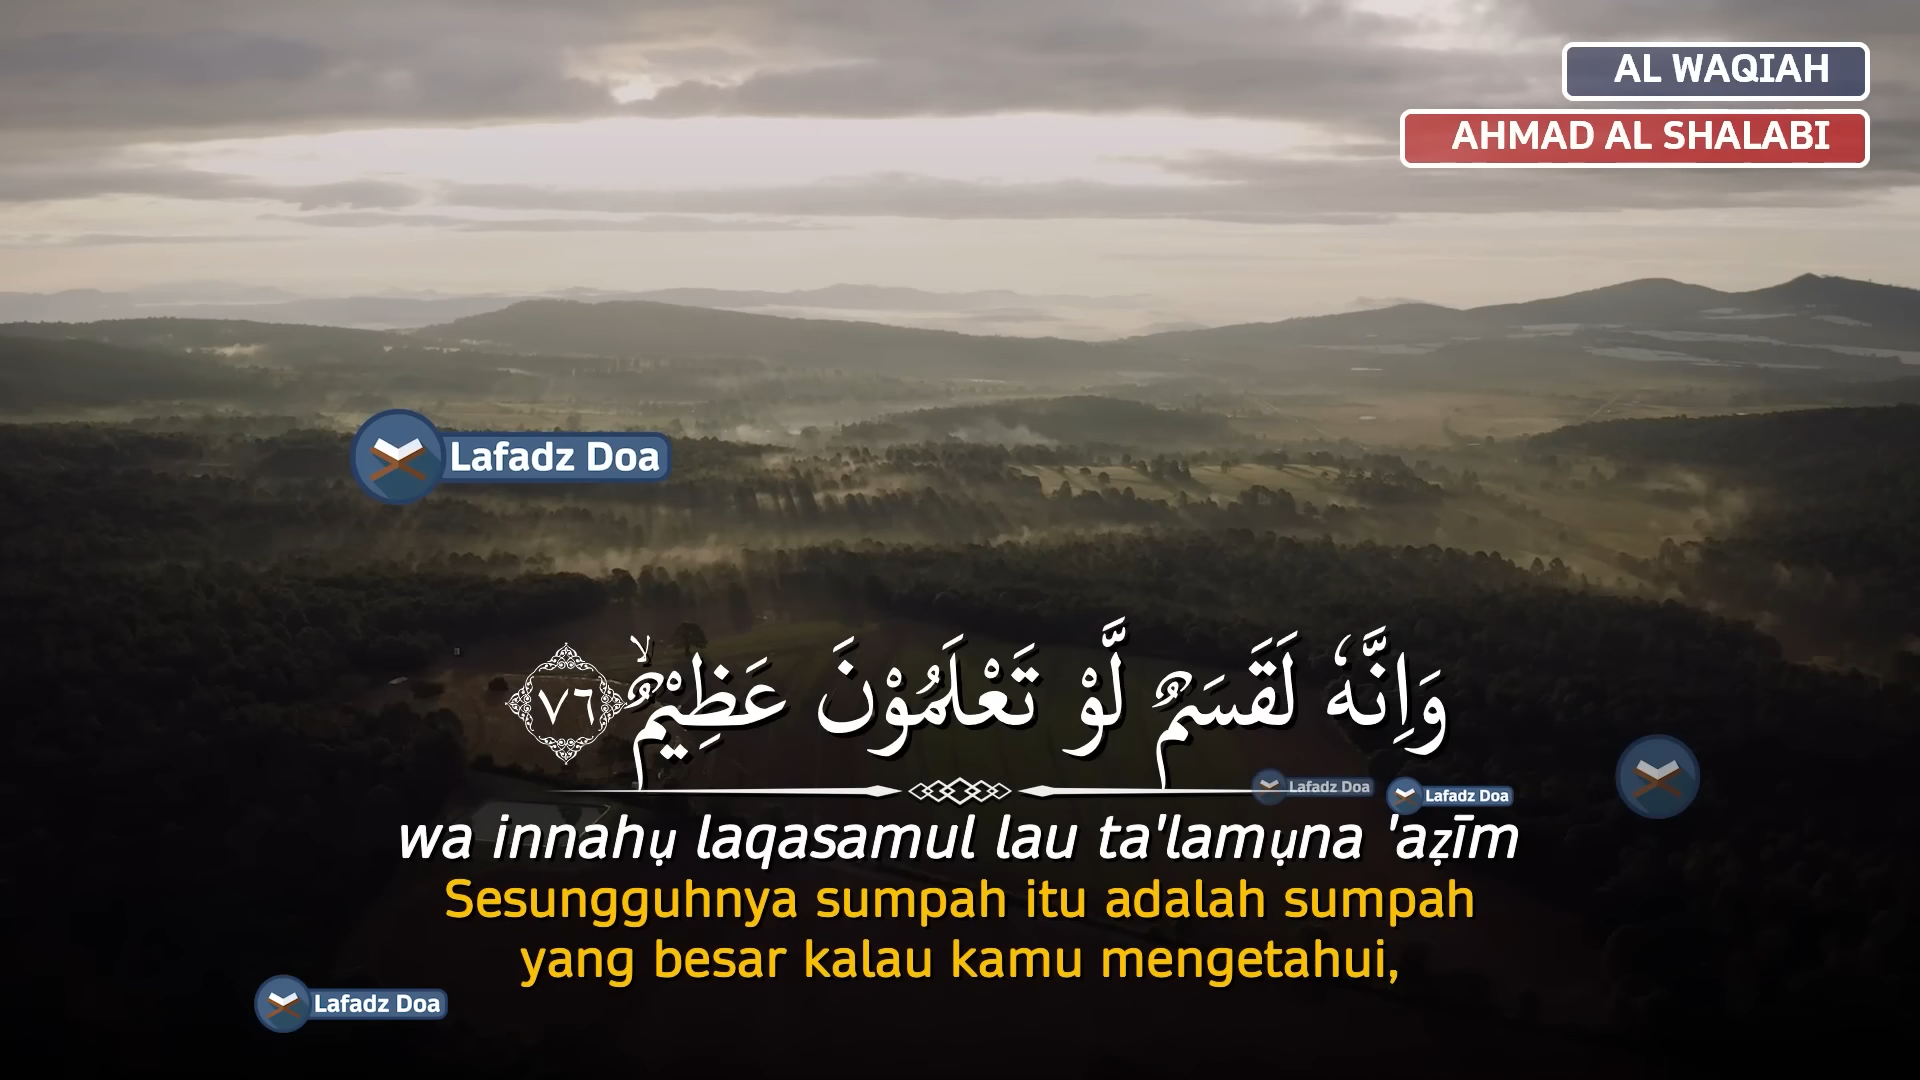 AL WAQIAH
AHMAD AL SHALABI
Lafadz Doa
وَاِنَّهٗ لَقَسَمٌ لَّوْ تَعْلَمُوْنَ عَظِيْمٌۙ ٧٦
Lafadz Doa
Lafadz Doa
wa innahụ laqasamul lau ta'lamụna 'aẓīm
Sesungguhnya sumpah itu adalah sumpah
yang besar kalau kamu mengetahui,
Lafadz Doa